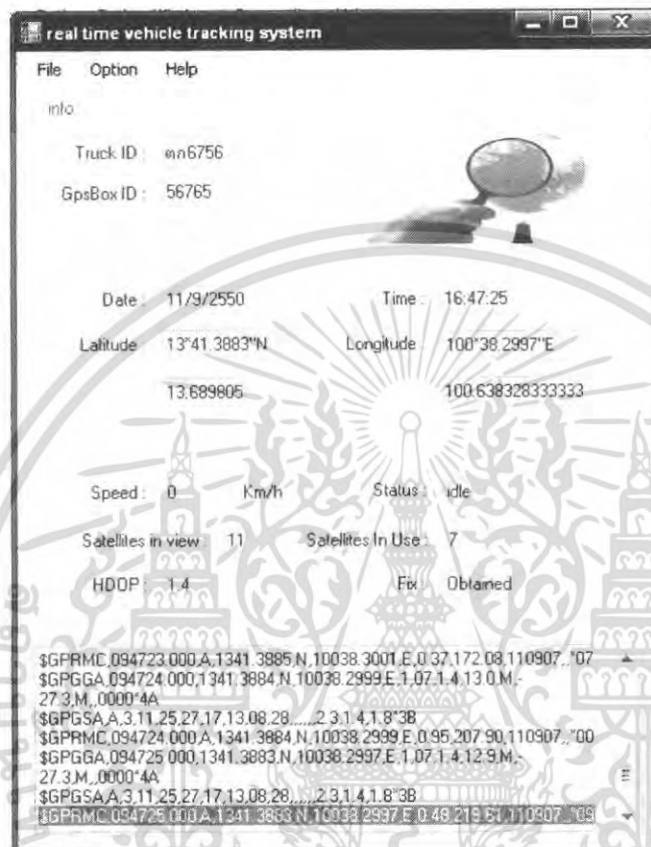 real time vehicle tracking system
File Option Help
info
Truck ID : ตก6756
GpsBox ID : 56765
Date : 11/9/2550 Time : 16:47:25
Latitude : 13°41.3883"N Longitude : 100°38.2997"E
13.689805 100.638328333333
Speed : 0 Km/h Status : idle
Satellites in view : 11 Satellites In Use : 7
HDOP : 1.4 Fix : Obtained
$GPRMC,094723.000,A,1341.3885,N,10038.3001,E,0.37,172.08,110907,,*07
$GPGGA,094724.000,1341.3884,N,10038.2999,E,1,07,1.4,13.0,M,-
27.3,M,,0000*4A
$GPGSA,A,3,11,25,27,17,13,08,28,,,,,,2.3,1.4,1.8*3B
$GPRMC,094724.000,A,1341.3884,N,10038.2999,E,0.95,207.90,110907,,*00
$GPGGA,094725.000,1341.3883,N,10038.2997,E,1,07,1.4,12.9,M,-
27.3,M,,0000*4A
$GPGSA,A,3,11,25,27,17,13,08,28,,,,,,2.3,1.4,1.8*3B
$GPRMC,094725.000,A,1341.3883,N,10038.2997,E,0.48,219.61,110907,,*09